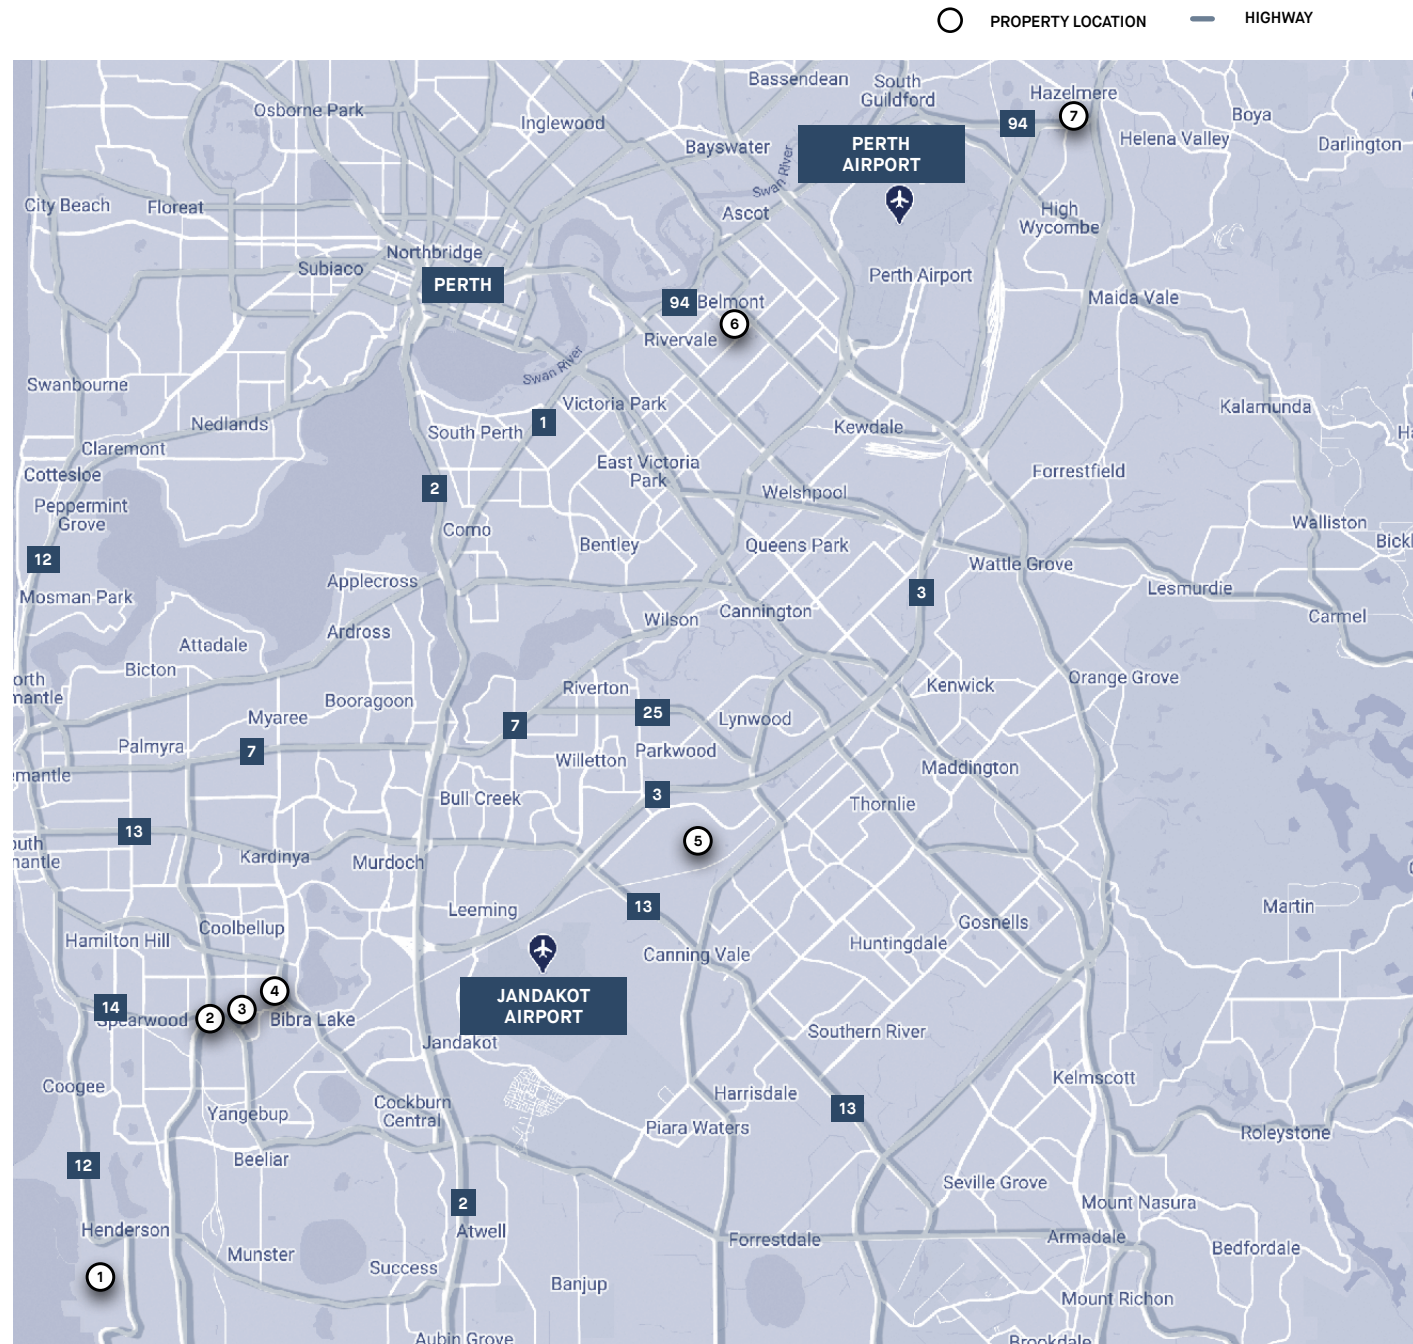 PROPERTY LOCATION
HIGHWAY
Bassendean
South
Guildford
Hazelmere
Osborne Park
Inglewood
94
7
Boya
Helena Valley
Darlington
Bayswater
PERTH
AIRPORT
Swan River
City Beach
Floreat
Ascot
High
Wycombe
Northbridge
Subiaco
PERTH
Perth Airport
94
Belmont
Maida Vale
6
Rivervale
Swan River
Swanbourne
Victoria Park
Kalamunda
Nedlands
South Perth
1
Kewdale
Claremont
Cottesloe
East Victoria
Park
Forrestfield
2
Welshpool
Peppermint
Grove
Walliston
Como
Bentley
Queens Park
12
Wattle Grove
Applecross
Lesmurdie
Mosman Park
3
Cannington
Carmel
Wilson
Ardross
Attadale
Bicton
Orange Grove
Kenwick
Riverton
Booragoon
25
Lynwood
Myaree
7
Palmyra
7
Parkwood
Willetton
Maddington
3
Bull Creek
Thornlie
13
5
Kardinya
Murdoch
13
Martin
Leeming
Gosnells
Coolbellup
Hamilton Hill
Huntingdale
Canning Vale
4
JANDAKOT
AIRPORT
14
3
2
Spearwood
Bibra Lake
Southern River
Jandakot
Kelmscott
Coogee
Harrisdale
Cockburn
Central
13
Yangebup
Piara Waters
Roleystone
Beeliar
12
Seville Grove
2
Mount Nasura
Henderson
Atwell
Forrestdale
Armadale
Bedfordale
Munster
Success
1
Banjup
Mount Richon
Aubin Grove
Brookdale